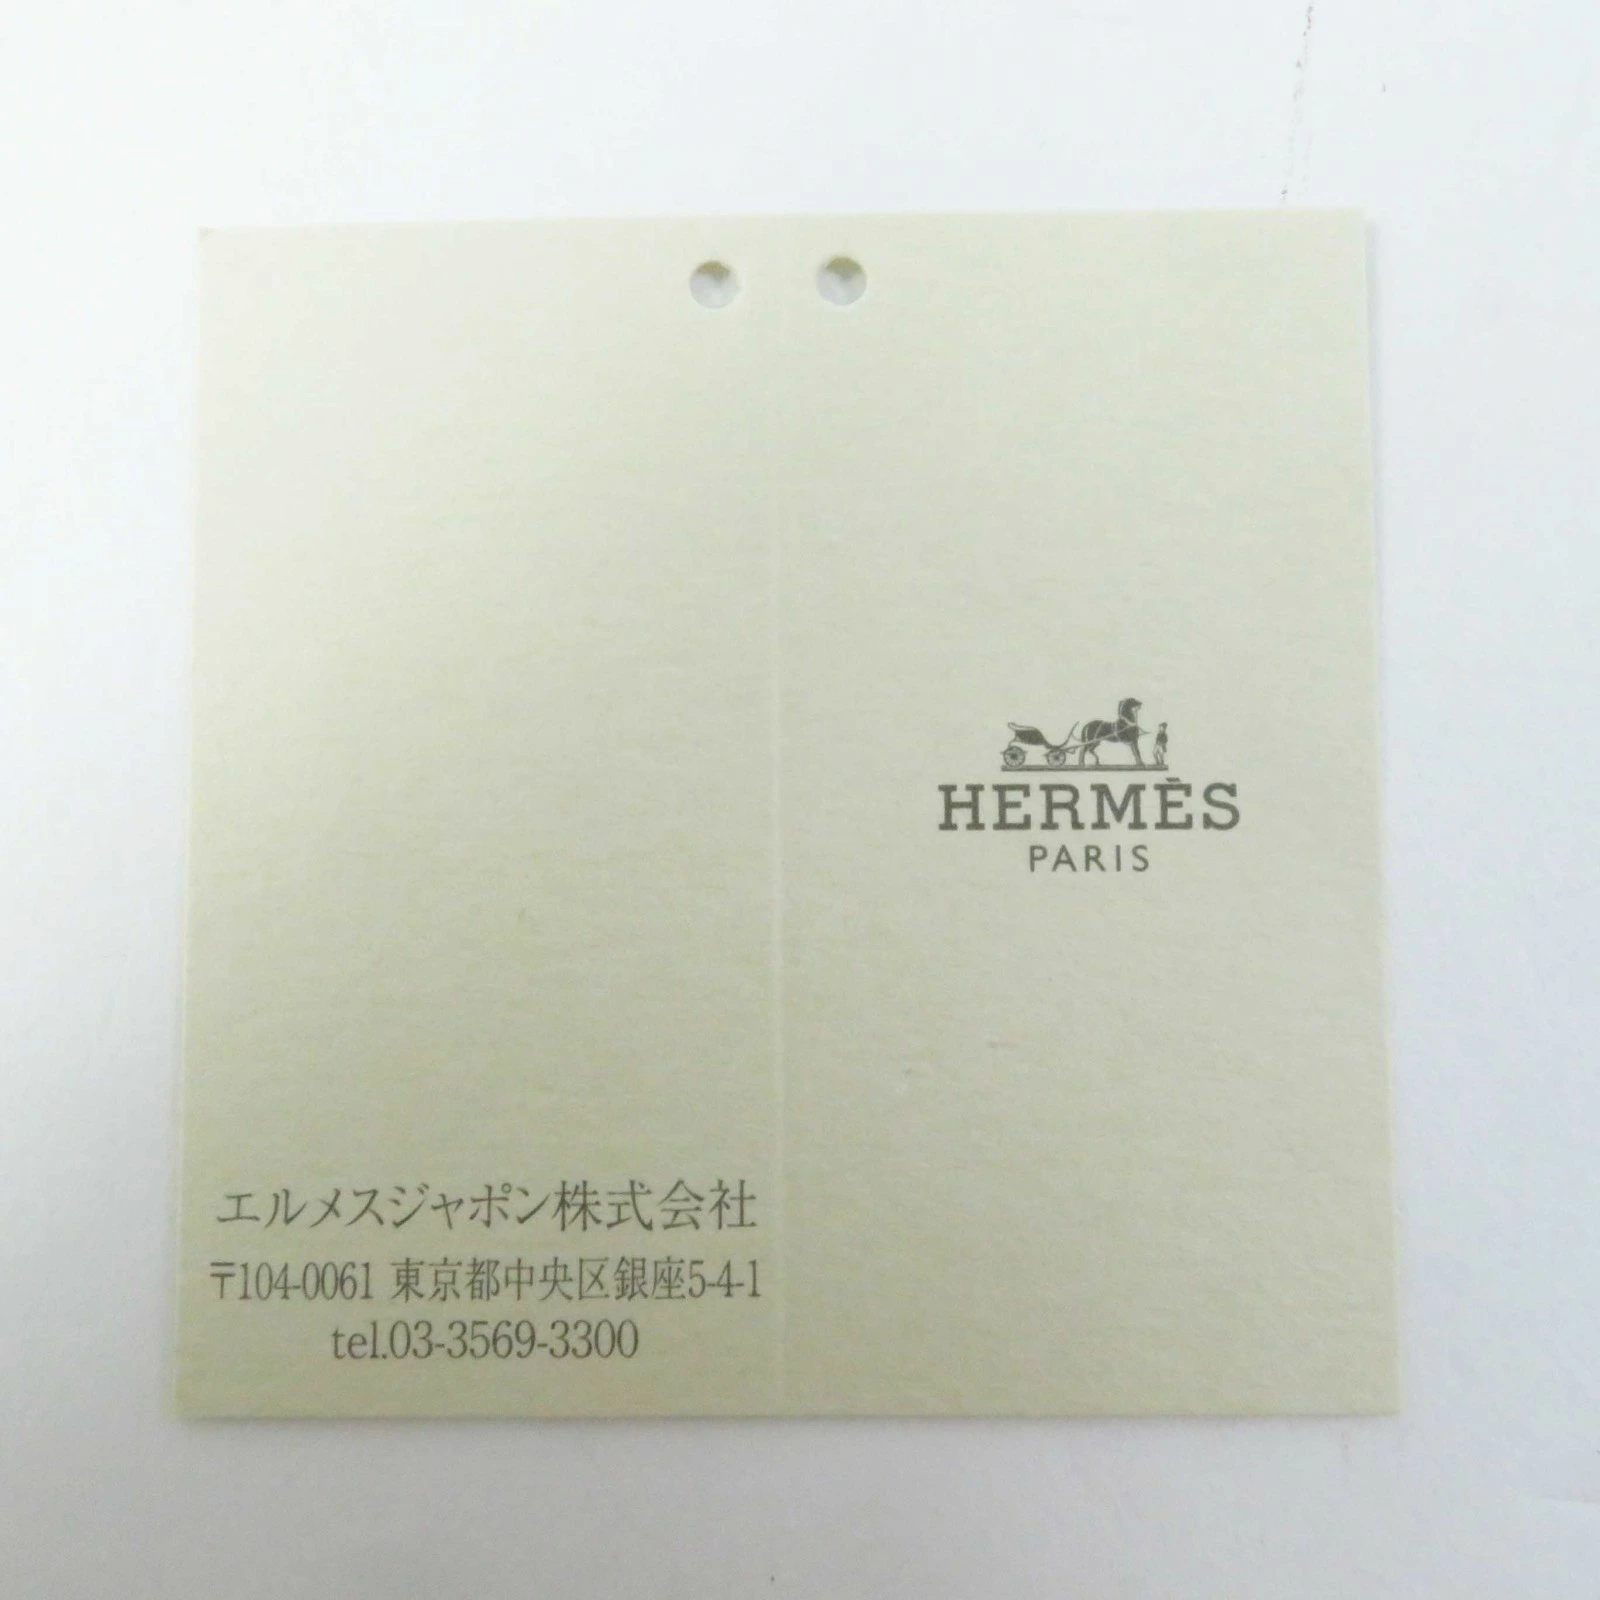 HERMÈS
PARIS
エルメスジャポン株式会社
〒104-0061 東京都中央区銀座5-4-1
tel.03-3569-3300